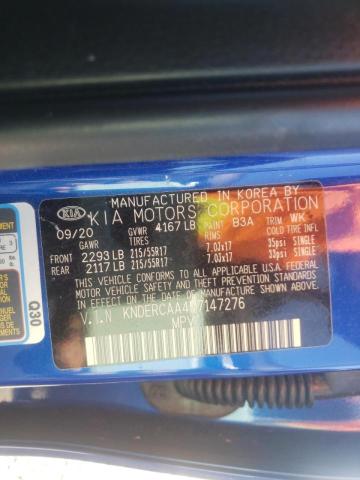 MANUFACTURED IN KOREA BY
KIA KIA MOTORS CORPORATION
09/20 GVWR 4167 LB PAINT B3A TRIM WK
TIRES RIMS COLD TIRE INFL
FRONT 2293 LB 215/55R17 7.0Jx17 35psi SINGLE
REAR 2117 LB 215/55R17 7.0Jx17 33psi SINGLE
THIS VEHICLE CONFORMS TO ALL APPLICABLE
FEDERAL MOTOR VEHICLE SAFETY, BUMPER,
AND THEFT PREVENTION STANDARDS IN EFFECT
ON THE DATE OF MANUFACTURE SHOWN ABOVE.
V.I.N KNDERCAA4M7147276
MPV
Q30